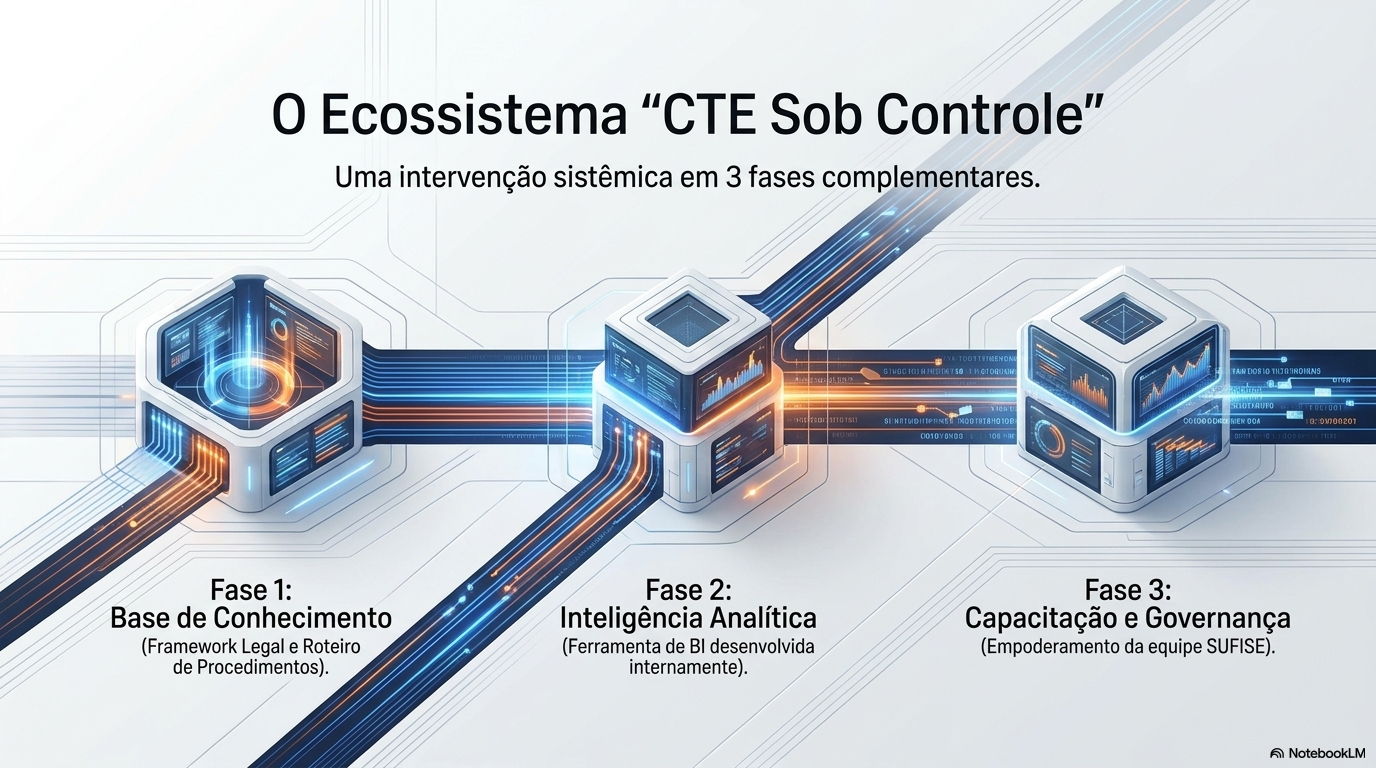 O Ecossistema “CTE Sob Controle”
Uma intervenção sistêmica em 3 fases complementares.
Fase 1:
Base de Conhecimento
(Framework Legal e Roteiro
de Procedimentos).
Fase 2:
Inteligência Analítica
(Ferramenta de BI desenvolvida
internamente).
Fase 3:
Capacitação e Governança
(Empoderamento da equipe SUFISE).
NotebookLM